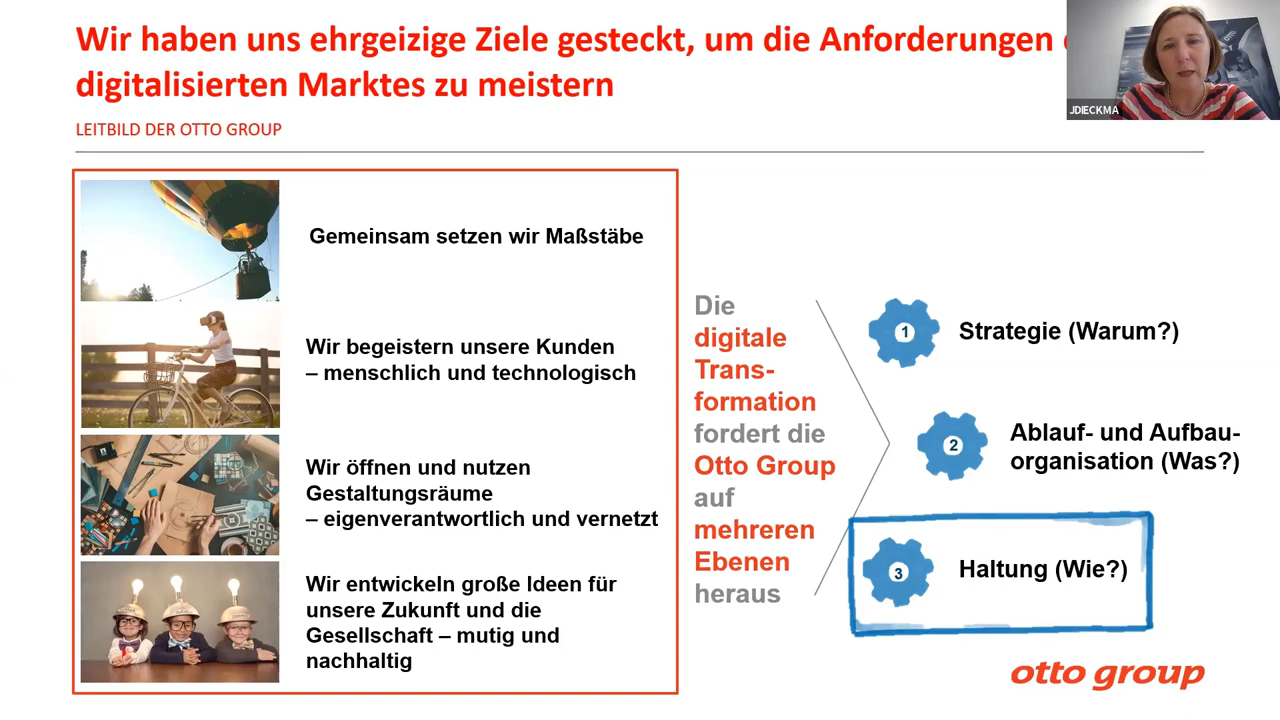 Wir haben uns ehrgeizige Ziele gesteckt, um die Anforderungen
digitalisierten Marktes zu meistern
LEITBILD DER OTTO GROUP
JDIECKMA
Gemeinsam setzen wir Maßstäbe
Wir begeistern unsere Kunden
– menschlich und technologisch
Wir öffnen und nutzen
Gestaltungsräume
– eigenverantwortlich und vernetzt
Wir entwickeln große Ideen für
unsere Zukunft und die
Gesellschaft – mutig und
nachhaltig
Die
digitale
Trans-
formation
fordert die
Otto Group
auf
mehreren
Ebenen
heraus
1 Strategie (Warum?)
2 Ablauf- und Aufbau-
organisation (Was?)
3 Haltung (Wie?)
otto group